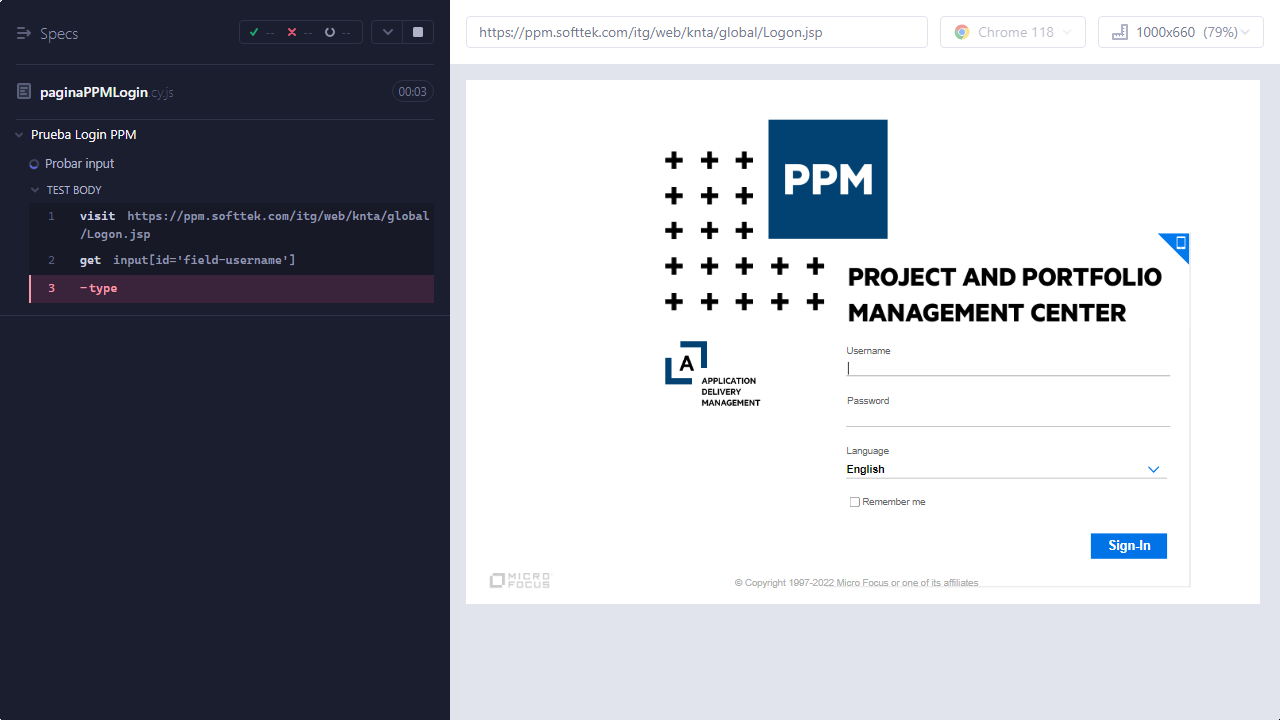 Specs
-- -- --
paginaPPMLogin.cy.js 00:03
Prueba Login PPM
Probar input
TEST BODY
1 visit https://ppm.softtek.com/itg/web/knta/global
/Logon.jsp
2 get input[id='field-username']
3 -type
https://ppm.softtek.com/itg/web/knta/global/Logon.jsp
Chrome 118
1000x660 (79%)
PPM
PROJECT AND PORTFOLIO
MANAGEMENT CENTER
A
APPLICATION
DELIVERY
MANAGEMENT
Username
Password
Language
English
Remember me
Sign-In
MICRO
FOCUS
© Copyright 1997-2022 Micro Focus or one of its affiliates